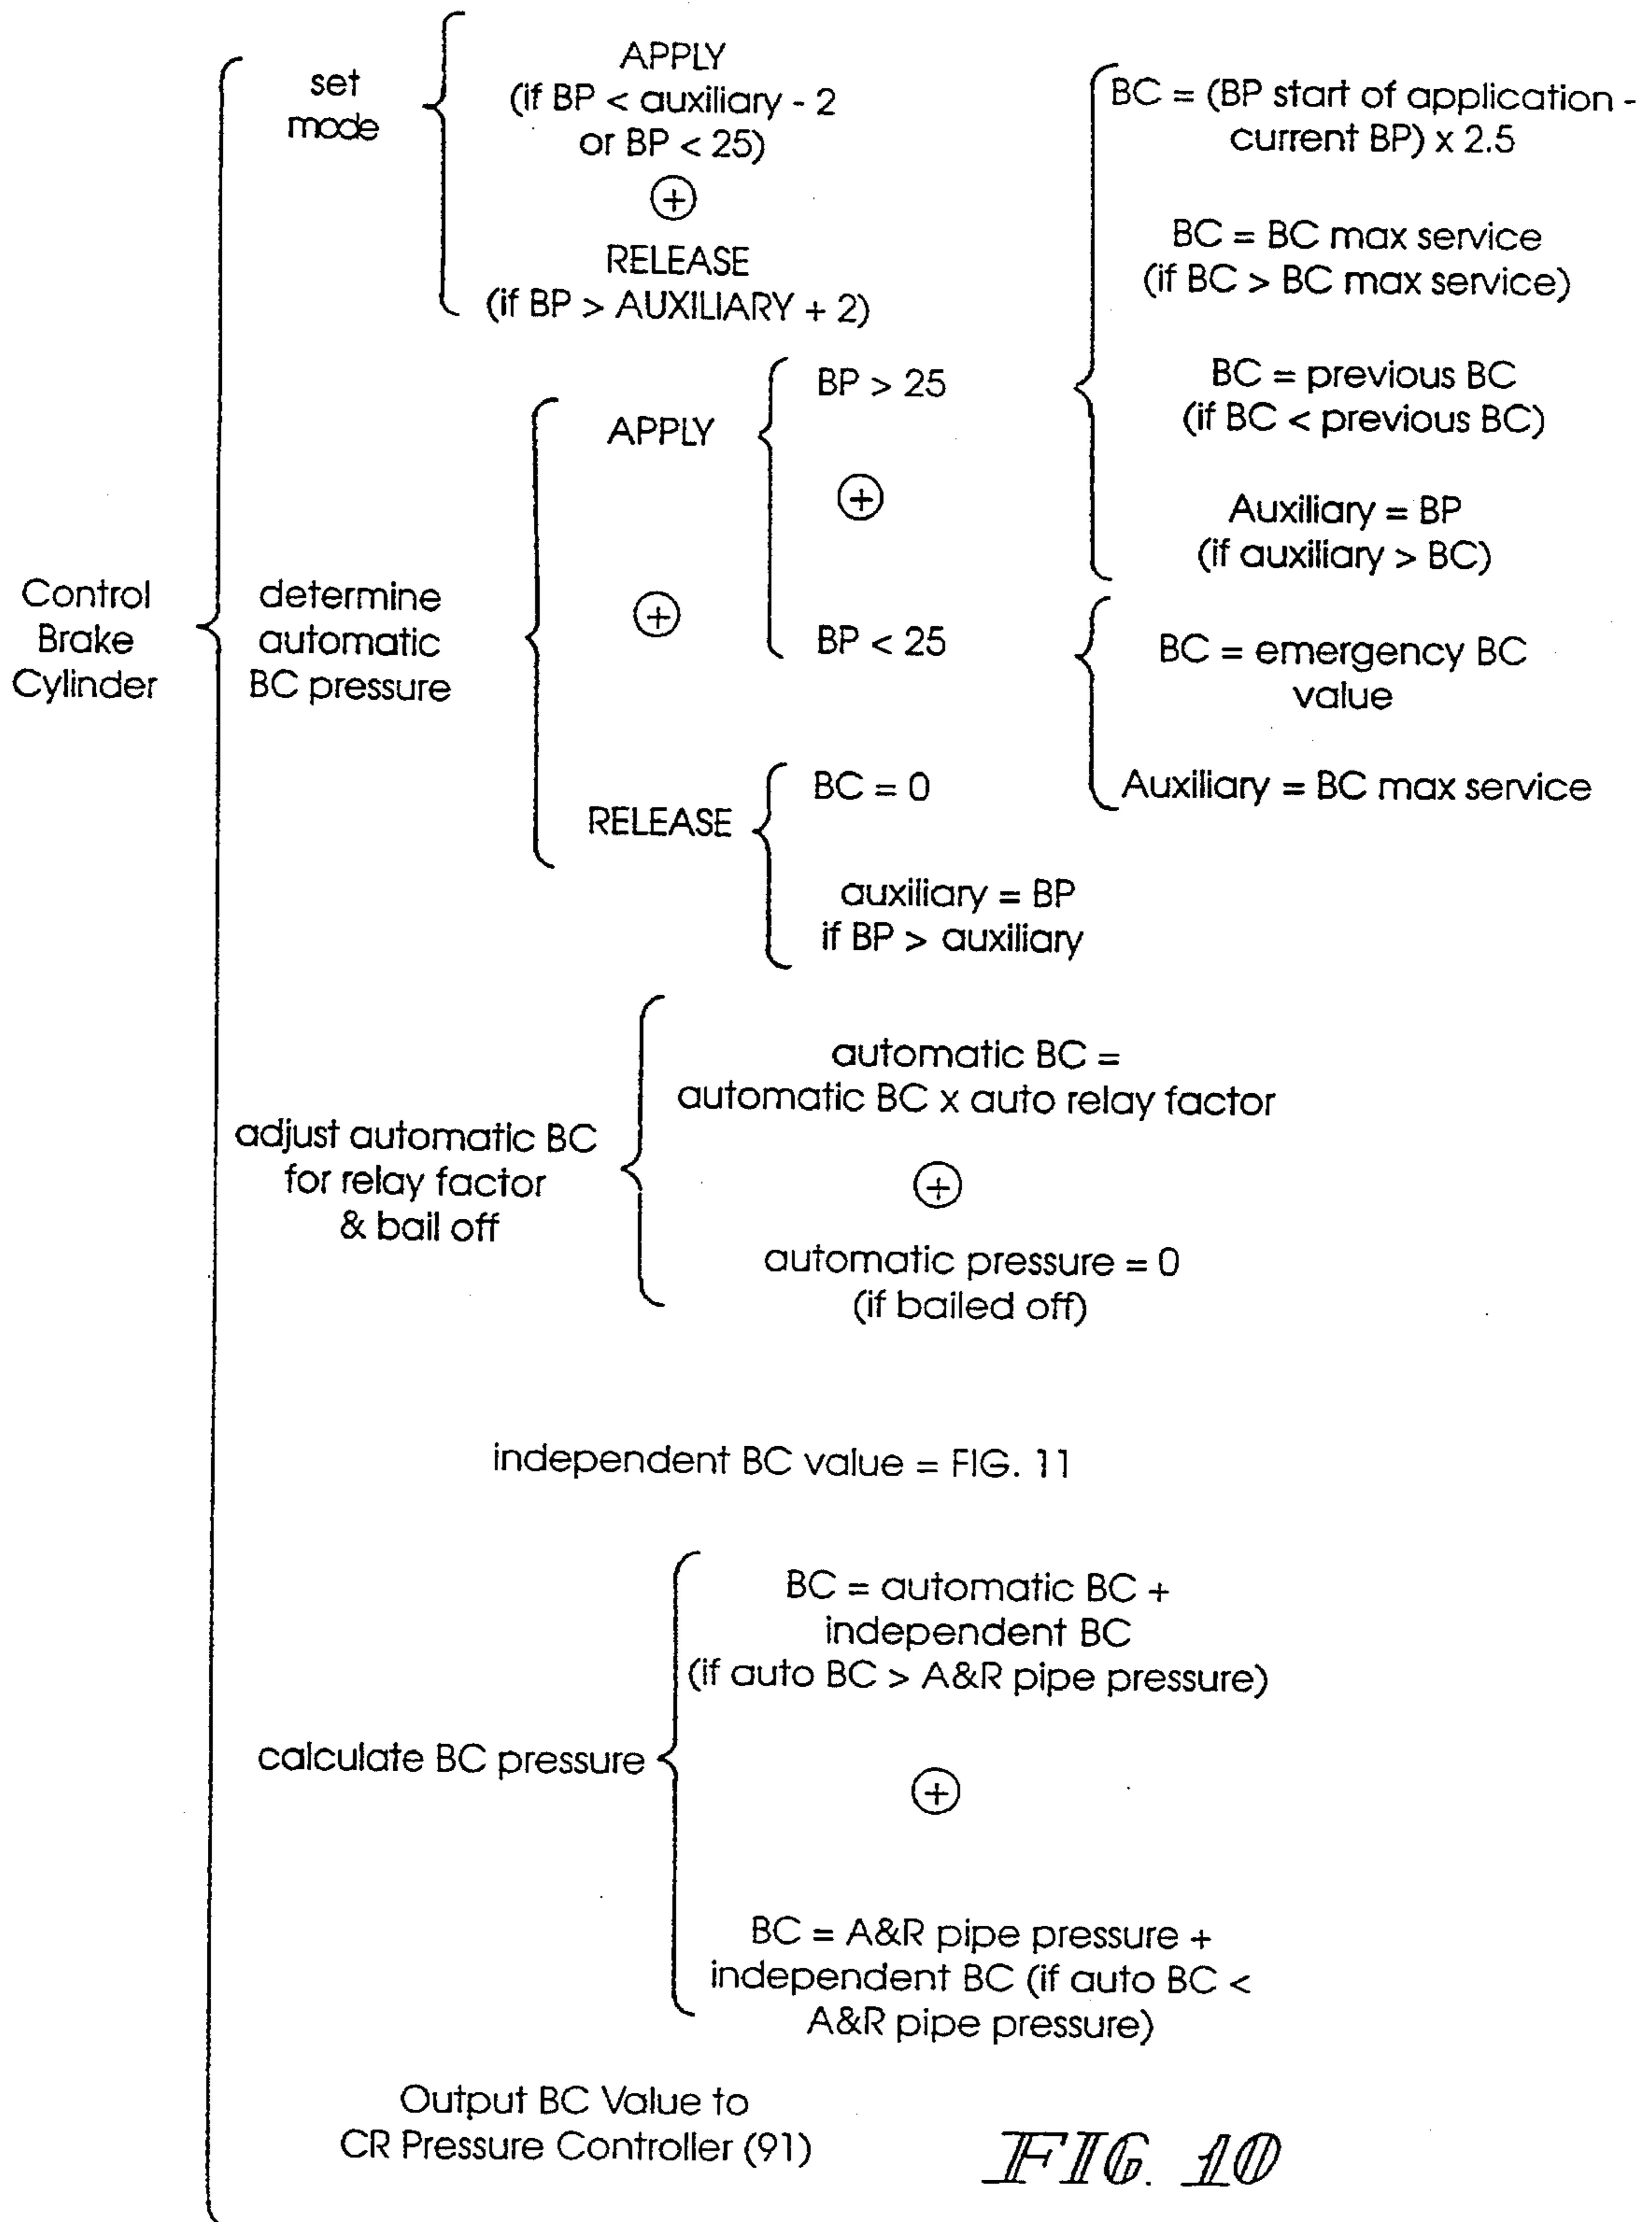 Control
Brake
Cylinder
set
mode
APPLY
(if BP < auxiliary - 2
or BP < 25)
+
RELEASE
(if BP > AUXILIARY + 2)
determine
automatic
BC pressure
APPLY
BP > 25
BC = (BP start of application -
current BP) x 2.5
BC = BC max service
(if BC > BC max service)
BC = previous BC
(if BC < previous BC)
Auxiliary = BP
(if auxiliary > BC)
+
BP < 25
BC = emergency BC
value
Auxiliary = BC max service
+
RELEASE
BC = 0
auxiliary = BP
if BP > auxiliary
adjust automatic BC
for relay factor
& bail off
automatic BC =
automatic BC x auto relay factor
+
automatic pressure = 0
(if bailed off)
independent BC value = FIG. 11
calculate BC pressure
BC = automatic BC +
independent BC
(if auto BC > A&R pipe pressure)
+
BC = A&R pipe pressure +
independent BC (if auto BC <
A&R pipe pressure)
Output BC Value to
CR Pressure Controller (91)
FIG. 10